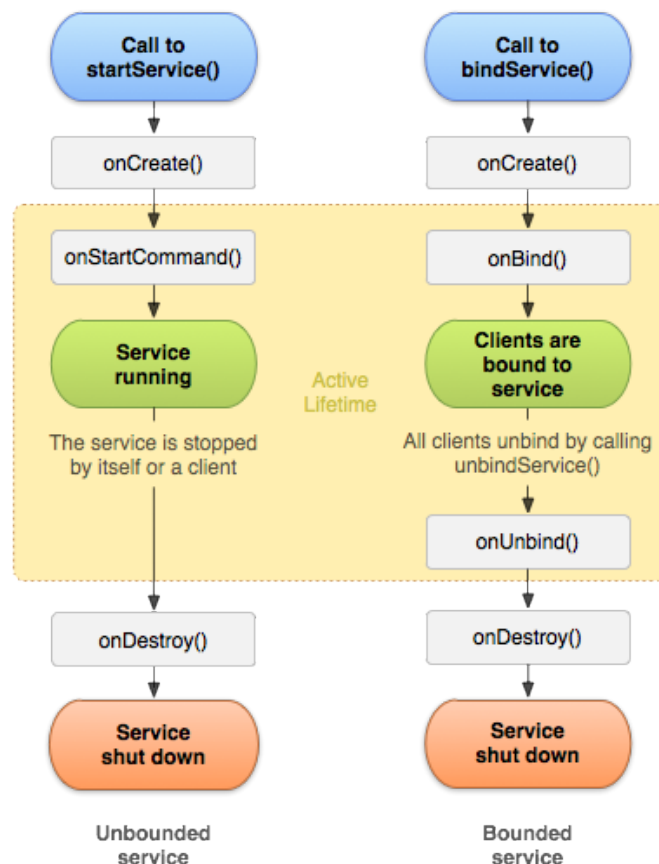 Call to
startService()
onCreate()
onStartCommand()
Service
running
The service is stopped
by itself or a client
onDestroy()
Service
shut down
Unbounded
service
Active
Lifetime
Call to
bindService()
onCreate()
onBind()
Clients are
bound to
service
All clients unbind by calling
unbindService()
onUnbind()
onDestroy()
Service
shut down
Bounded
service